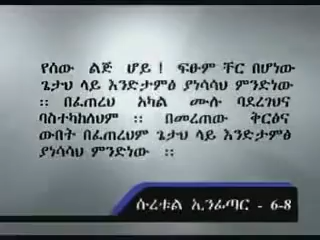 የሰው ልጅ ሆይ ! ፍፁም ቸር በሆነው
ጌታህ ላይ እንድታምፅ ያነሳሳህ ምንድነው
:: በፈጠረህ አካል ሙሉ ባደረገህና
ባስተካከለህም :: በመረጠው ቅርፅና
ውበት በፈጠረህም ጌታህ ላይ እንድታምፅ
ያነሳሳህ ምንድነው ::
ሱረቱል ኢንፊጣር - 6-8